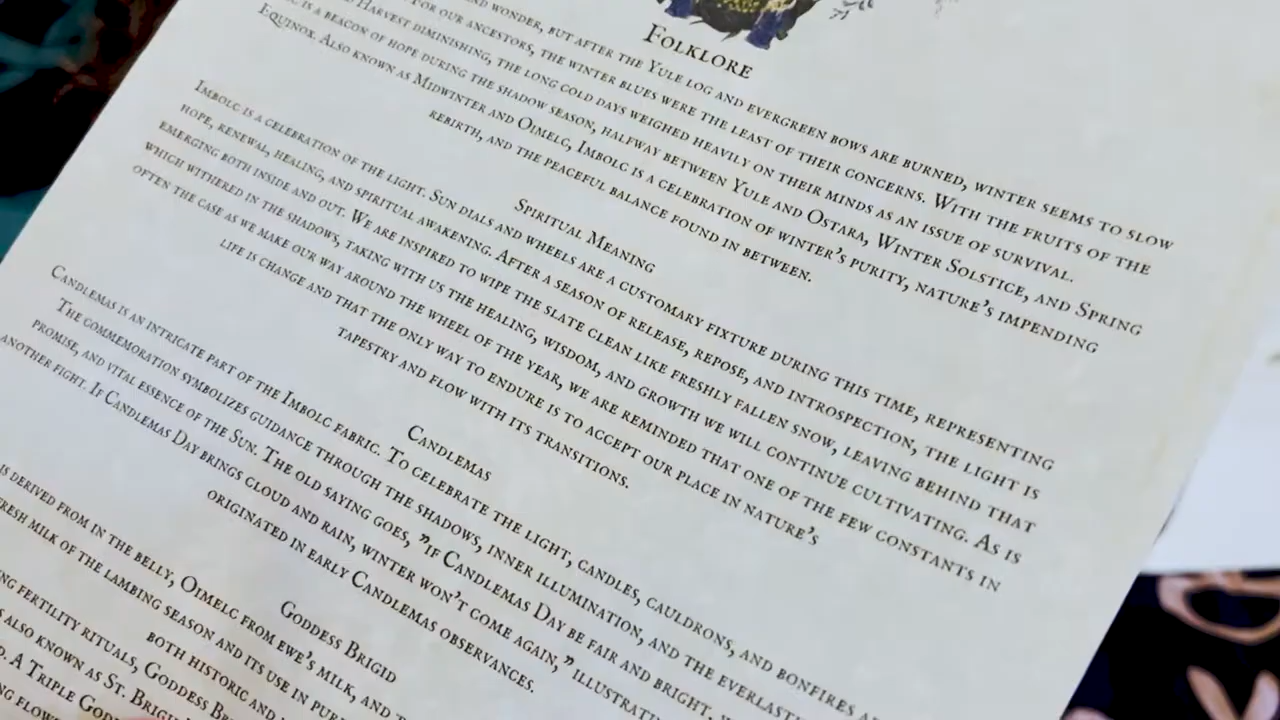 Folklore
and wonder, but after the Yule log and evergreen bows are burned, winter seems to slow
For our ancestors, the winter blues were the least of their concerns. With the fruits of the
Harvest diminishing, the long cold days weighed heavily on their minds as an issue of survival.
is a beacon of hope during the shadow season, halfway between Yule and Ostara, Winter Solstice, and Spring
Equinox. Also known as Midwinter and Oimelc, Imbolc is a celebration of winter's purity, nature's impending
rebirth, and the peaceful balance found in between.
Spiritual Meaning
Imbolc is a celebration of the light. Sun dials and wheels are a customary fixture during this time, representing
hope, renewal, healing, and spiritual awakening. After a season of release, repose, and introspection, the light is
emerging both inside and out. We are inspired to wipe the slate clean like freshly fallen snow, leaving behind that
which withered in the shadows, taking with us the healing, wisdom, and growth we will continue cultivating. As is
often the case as we make our way around the wheel of the year, we are reminded that one of the few constants in
life is change and that the only way to endure is to accept our place in nature's
tapestry and flow with its transitions.
Candlemas
Candlemas is an intricate part of the Imbolc fabric. To celebrate the light, candles, cauldrons, and bonfires
The commemoration symbolizes guidance through the shadows, inner illumination, and the
promise, and vital essence of the Sun. The old saying goes, "If Candlemas Day be fair and bright,
another fight. If Candlemas Day brings cloud and rain, winter won't come again,"
originated in early Candlemas observances.
Goddess Brigid
is derived from in the belly, Oimelc from ewe's milk, and
milk of the lambing season and its use in
both historic and
fertility rituals, Goddess
also known as St.
A Triple